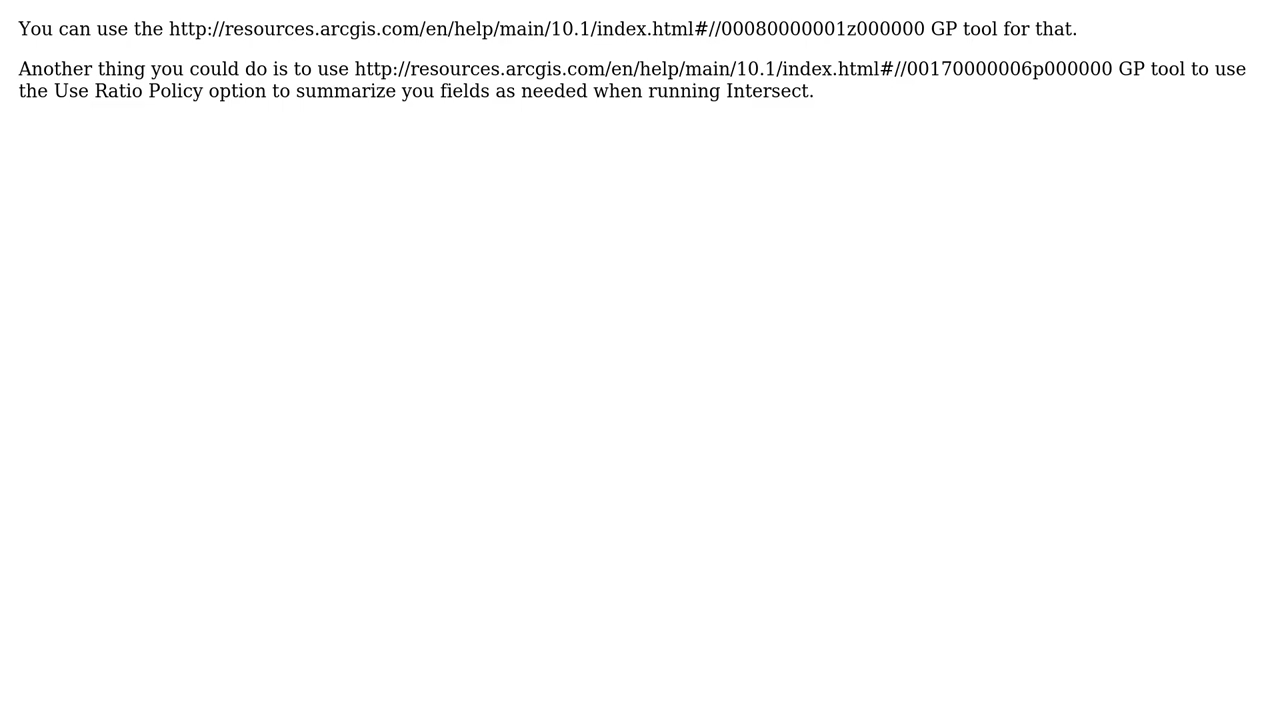 You can use the http://resources.arcgis.com/en/help/main/10.1/index.html#//00080000001z000000 GP tool for that.
Another thing you could do is to use http://resources.arcgis.com/en/help/main/10.1/index.html#//00170000006p000000 GP tool to use
the Use Ratio Policy option to summarize you fields as needed when running Intersect.